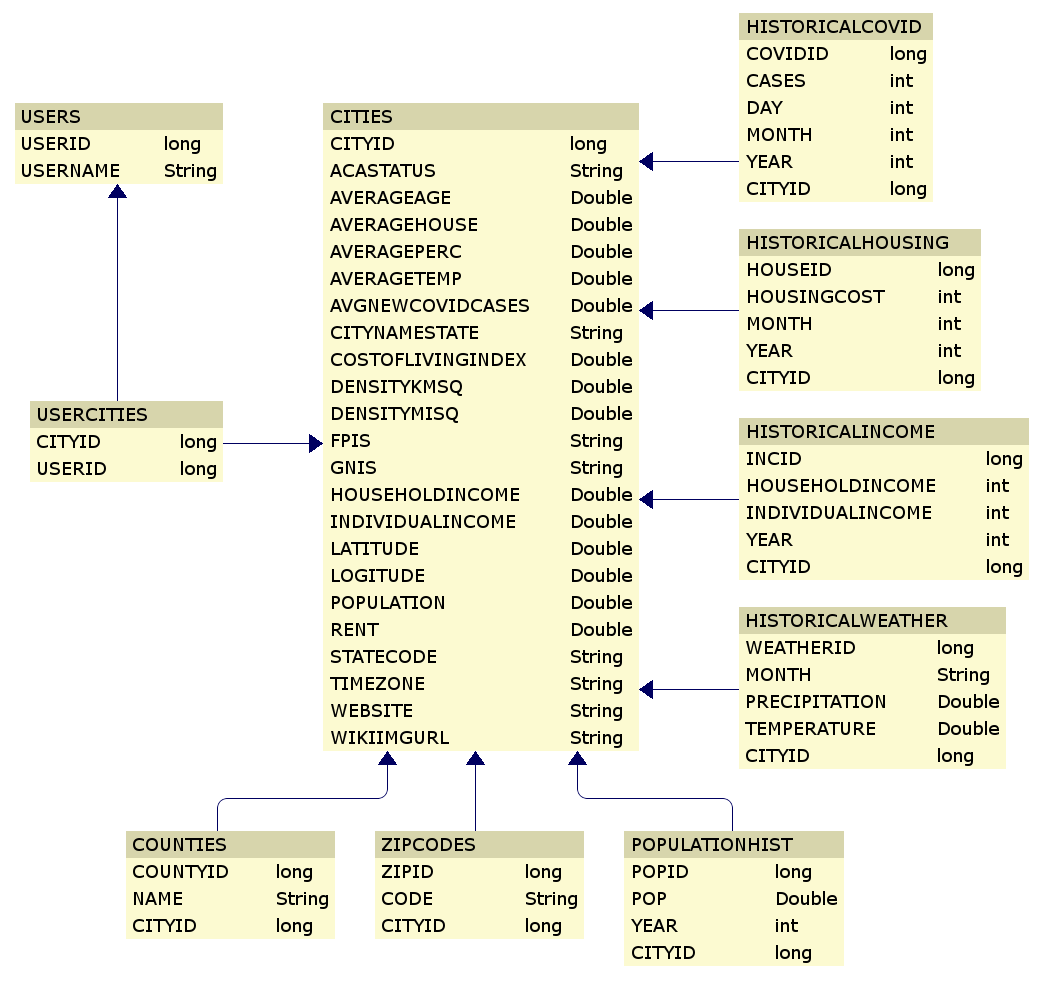 USERS
USERID long
USERNAME String
USERCITIES
CITYID long
USERID long
CITIES
CITYID long
ACASTATUS String
AVERAGEAGE Double
AVERAGEHOUSE Double
AVERAGEPERC Double
AVERAGETEMP Double
AVGNEWCOVIDCASES Double
CITYNAMESTATE String
COSTOFLIVINGINDEX Double
DENSITYKMSQ Double
DENSITYMISQ Double
FPIS String
GNIS String
HOUSEHOLDINCOME Double
INDIVIDUALINCOME Double
LATITUDE Double
LOGITUDE Double
POPULATION Double
RENT Double
STATECODE String
TIMEZONE String
WEBSITE String
WIKIIMGURL String
HISTORICALCOVID
COVIDID long
CASES int
DAY int
MONTH int
YEAR int
CITYID long
HISTORICALHOUSING
HOUSEID long
HOUSINGCOST int
MONTH int
YEAR int
CITYID long
HISTORICALINCOME
INCID long
HOUSEHOLDINCOME int
INDIVIDUALINCOME int
YEAR int
CITYID long
HISTORICALWEATHER
WEATHERID long
MONTH String
PRECIPITATION Double
TEMPERATURE Double
CITYID long
COUNTIES
COUNTYID long
NAME String
CITYID long
ZIPCODES
ZIPID long
CODE String
CITYID long
POPULATIONHIST
POPID long
POP Double
YEAR int
CITYID long